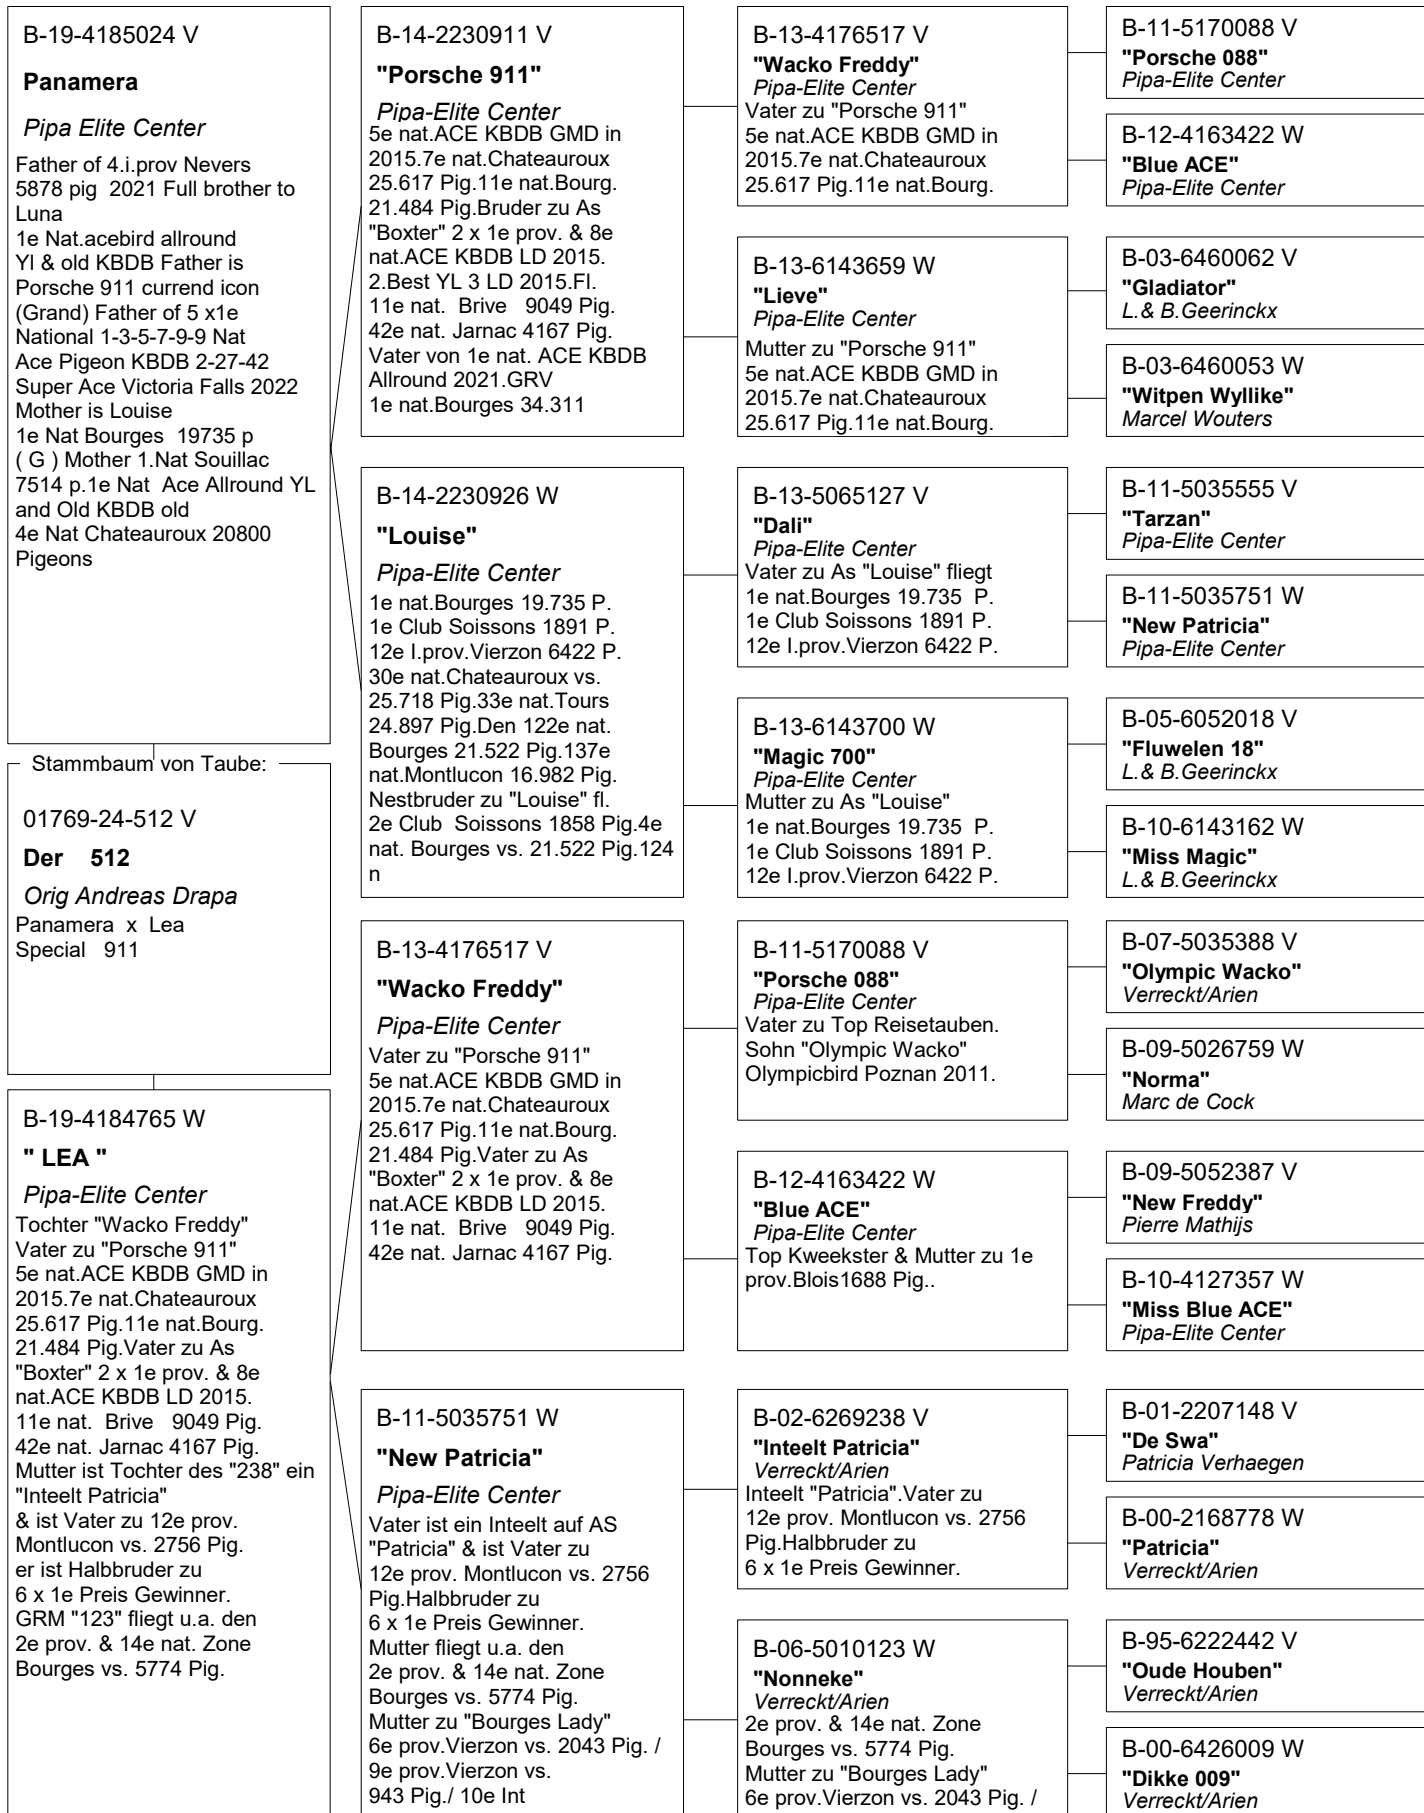 B-19-4185024 V
Panamera
Pipa Elite Center
Father of 4.i.prov Nevers
5878 pig  2021 Full brother to
Luna
1e Nat.acebird allround
Yl & old KBDB Father is
Porsche 911 currend icon
(Grand) Father of 5 x1e
National 1-3-5-7-9-9 Nat
Ace Pigeon KBDB 2-27-42
Super Ace Victoria Falls 2022
Mother is Louise
1e Nat Bourges  19735 p
( G ) Mother 1.Nat Souillac
7514 p.1e Nat  Ace Allround YL
and Old KBDB old
4e Nat Chateauroux 20800
Pigeons
Stammbaum von Taube:
01769-24-512 V
Der    512
Orig Andreas Drapa
Panamera  x  Lea
Special   911
B-19-4184765 W
" LEA "
Pipa-Elite Center
Tochter "Wacko Freddy"
Vater zu "Porsche 911"
5e nat.ACE KBDB GMD in
2015.7e nat.Chateauroux
25.617 Pig.11e nat.Bourg.
21.484 Pig.Vater zu As
"Boxter" 2 x 1e prov. & 8e
nat.ACE KBDB LD 2015.
11e nat.  Brive   9049 Pig.
42e nat. Jarnac 4167 Pig.
Mutter ist Tochter des "238" ein
"Inteelt Patricia"
& ist Vater zu 12e prov.
Montlucon vs. 2756 Pig.
er ist Halbbruder zu
6 x 1e Preis Gewinner.
GRM "123" fliegt u.a. den
2e prov. & 14e nat. Zone
Bourges vs. 5774 Pig.
B-14-2230911 V
"Porsche 911"
Pipa-Elite Center
5e nat.ACE KBDB GMD in
2015.7e nat.Chateauroux
25.617 Pig.11e nat.Bourg.
21.484 Pig.Bruder zu As
"Boxter" 2 x 1e prov. & 8e
nat.ACE KBDB LD 2015.
2.Best YL 3 LD 2015.Fl.
11e nat.  Brive   9049 Pig.
42e nat. Jarnac 4167 Pig.
Vater von 1e nat. ACE KBDB
Allround 2021.GRV
1e nat.Bourges 34.311
B-14-2230926 W
"Louise"
Pipa-Elite Center
1e nat.Bourges 19.735 P.
1e Club Soissons 1891 P.
12e I.prov.Vierzon 6422 P.
30e nat.Chateauroux vs.
25.718 Pig.33e nat.Tours
24.897 Pig.Den 122e nat.
Bourges 21.522 Pig.137e
nat.Montlucon 16.982 Pig.
Nestbruder zu "Louise" fl.
2e Club  Soissons 1858 Pig.4e
nat. Bourges vs. 21.522 Pig.124
n
B-13-4176517 V
"Wacko Freddy"
Pipa-Elite Center
Vater zu "Porsche 911"
5e nat.ACE KBDB GMD in
2015.7e nat.Chateauroux
25.617 Pig.11e nat.Bourg.
21.484 Pig.Vater zu As
"Boxter" 2 x 1e prov. & 8e
nat.ACE KBDB LD 2015.
11e nat.  Brive   9049 Pig.
42e nat. Jarnac 4167 Pig.
B-11-5035751 W
"New Patricia"
Pipa-Elite Center
Vater ist ein Inteelt auf AS
"Patricia" & ist Vater zu
12e prov. Montlucon vs. 2756
Pig.Halbbruder zu
6 x 1e Preis Gewinner.
Mutter fliegt u.a. den
2e prov. & 14e nat. Zone
Bourges vs. 5774 Pig.
Mutter zu "Bourges Lady"
6e prov.Vierzon vs. 2043 Pig. /
9e prov.Vierzon vs.
943 Pig./ 10e Int
B-13-4176517 V
"Wacko Freddy"
Pipa-Elite Center
Vater zu "Porsche 911"
5e nat.ACE KBDB GMD in
2015.7e nat.Chateauroux
25.617 Pig.11e nat.Bourg.
B-13-6143659 W
"Lieve"
Pipa-Elite Center
Mutter zu "Porsche 911"
5e nat.ACE KBDB GMD in
2015.7e nat.Chateauroux
25.617 Pig.11e nat.Bourg.
B-13-5065127 V
"Dali"
Pipa-Elite Center
Vater zu As "Louise" fliegt
1e nat.Bourges 19.735  P.
1e Club Soissons 1891 P.
12e I.prov.Vierzon 6422 P.
B-13-6143700 W
"Magic 700"
Pipa-Elite Center
Mutter zu As "Louise"
1e nat.Bourges 19.735  P.
1e Club Soissons 1891 P.
12e I.prov.Vierzon 6422 P.
B-11-5170088 V
"Porsche 088"
Pipa-Elite Center
Vater zu Top Reisetauben.
Sohn "Olympic Wacko"
Olympicbird Poznan 2011.
B-12-4163422 W
"Blue ACE"
Pipa-Elite Center
Top Kweekster & Mutter zu 1e
prov.Blois1688 Pig..
B-02-6269238 V
"Inteelt Patricia"
Verreckt/Arien
Inteelt "Patricia".Vater zu
12e prov. Montlucon vs. 2756
Pig.Halbbruder zu
6 x 1e Preis Gewinner.
B-06-5010123 W
"Nonneke"
Verreckt/Arien
2e prov. & 14e nat. Zone
Bourges vs. 5774 Pig.
Mutter zu "Bourges Lady"
6e prov.Vierzon vs. 2043 Pig. /
B-11-5170088 V
"Porsche 088"
Pipa-Elite Center
B-12-4163422 W
"Blue ACE"
Pipa-Elite Center
B-03-6460062 V
"Gladiator"
L.& B.Geerinckx
B-03-6460053 W
"Witpen Wyllike"
Marcel Wouters
B-11-5035555 V
"Tarzan"
Pipa-Elite Center
B-11-5035751 W
"New Patricia"
Pipa-Elite Center
B-05-6052018 V
"Fluwelen 18"
L.& B.Geerinckx
B-10-6143162 W
"Miss Magic"
L.& B.Geerinckx
B-07-5035388 V
"Olympic Wacko"
Verreckt/Arien
B-09-5026759 W
"Norma"
Marc de Cock
B-09-5052387 V
"New Freddy"
Pierre Mathijs
B-10-4127357 W
"Miss Blue ACE"
Pipa-Elite Center
B-01-2207148 V
"De Swa"
Patricia Verhaegen
B-00-2168778 W
"Patricia"
Verreckt/Arien
B-95-6222442 V
"Oude Houben"
Verreckt/Arien
B-00-6426009 W
"Dikke 009"
Verreckt/Arien